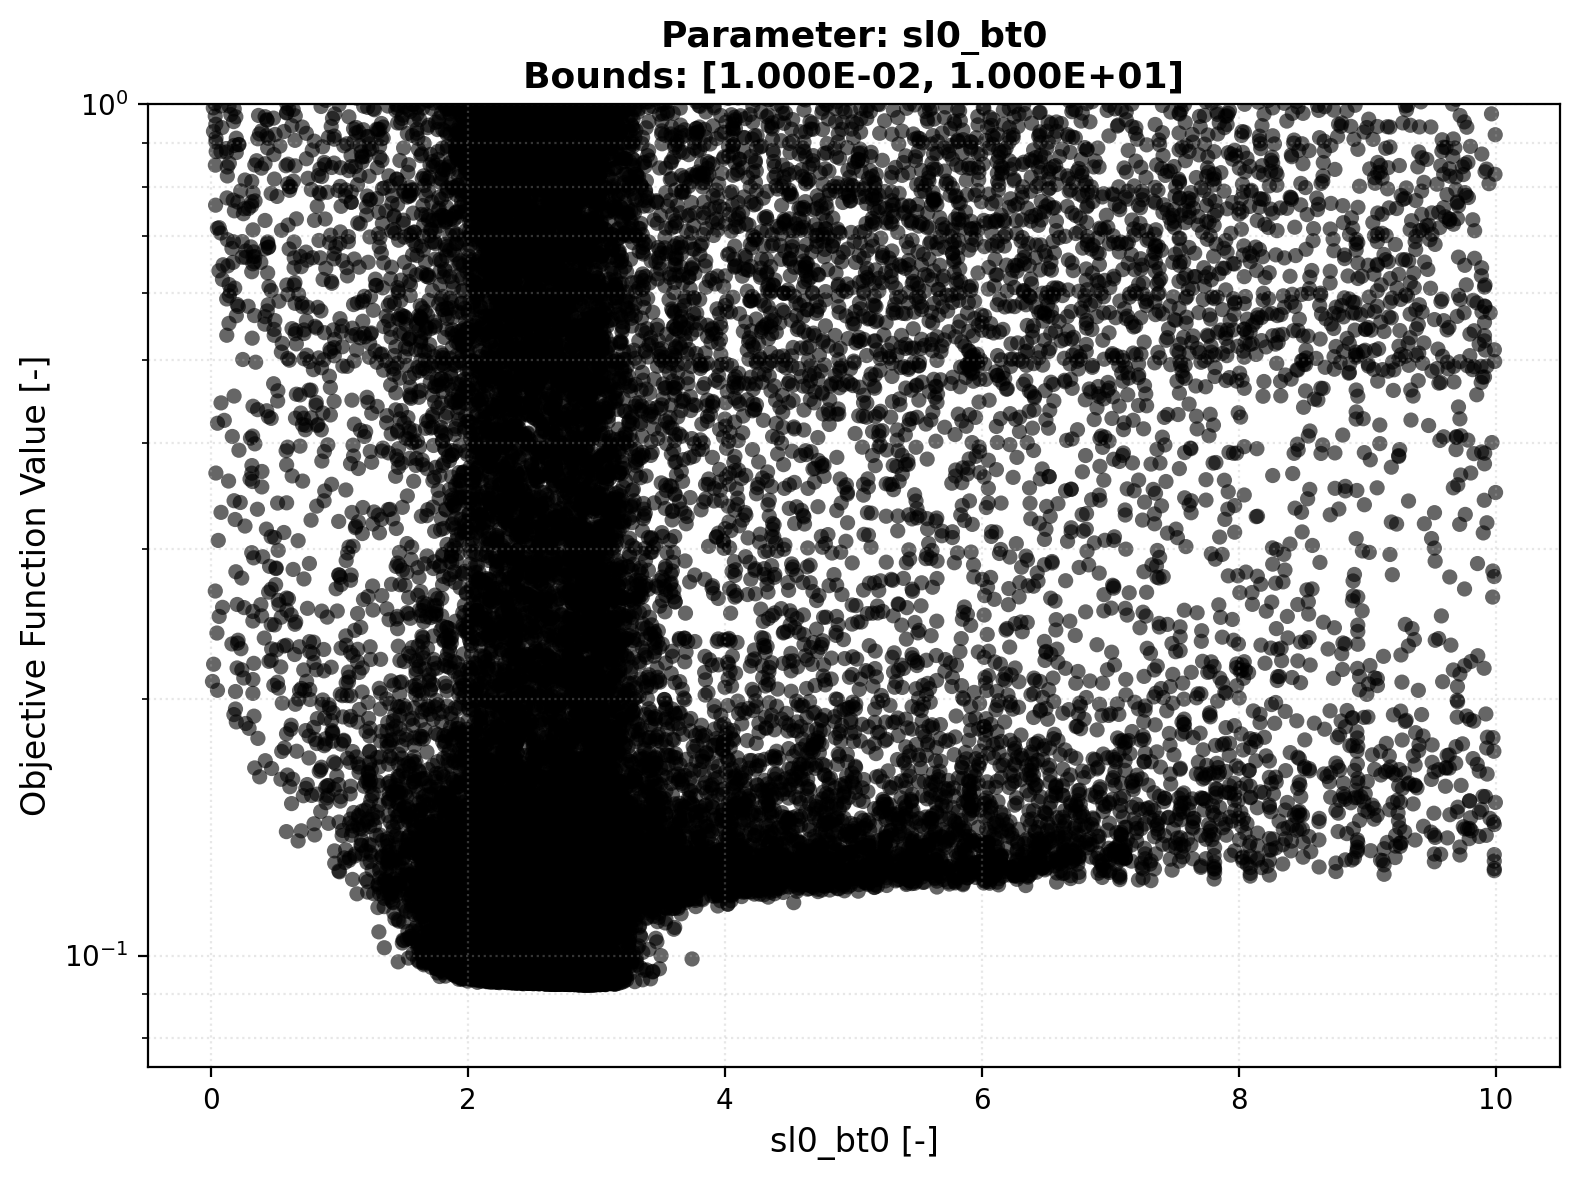 Parameter: sl0_bt0
Bounds: [1.000E-02, 1.000E+01]
Objective Function Value [-]
10⁰
10⁻¹
0 2 4 6 8 10
sl0_bt0 [-]